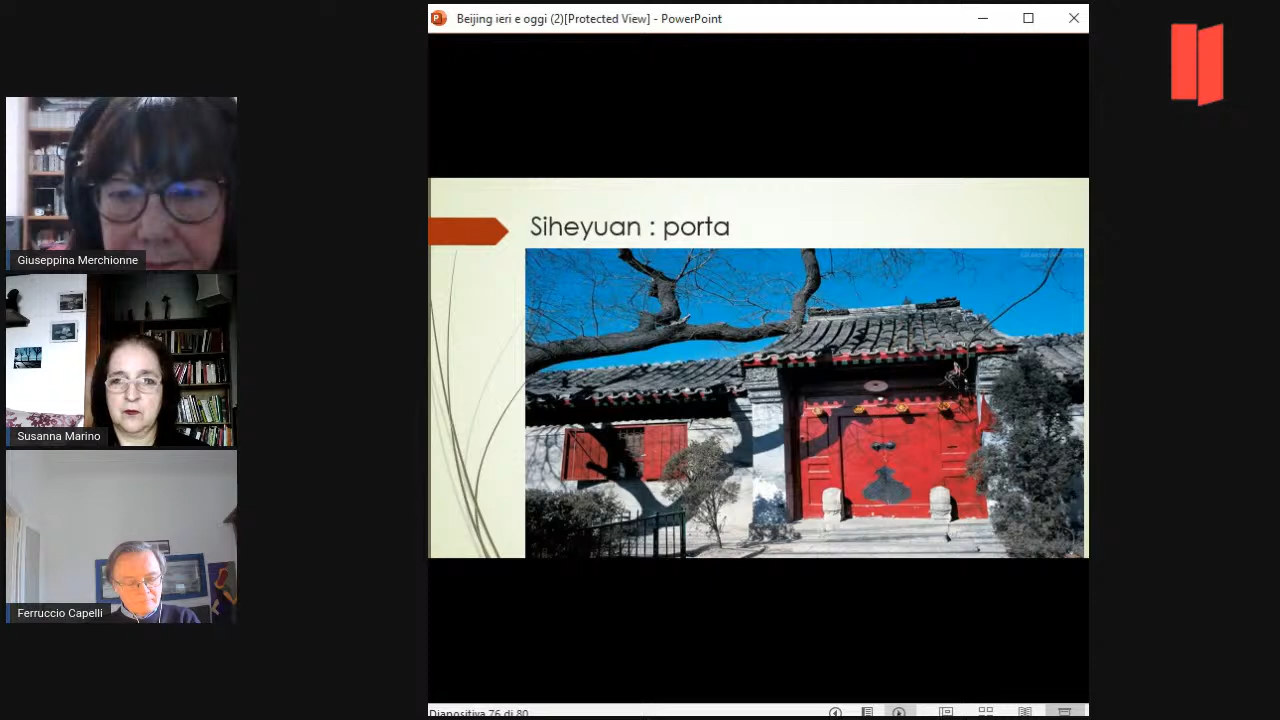 Beijing ieri e oggi (2)[Protected View] - PowerPoint
Giuseppina Merchionne
Susanna Marino
Ferruccio Capelli
Siheyuan : porta
Diapositiva 76 di 80